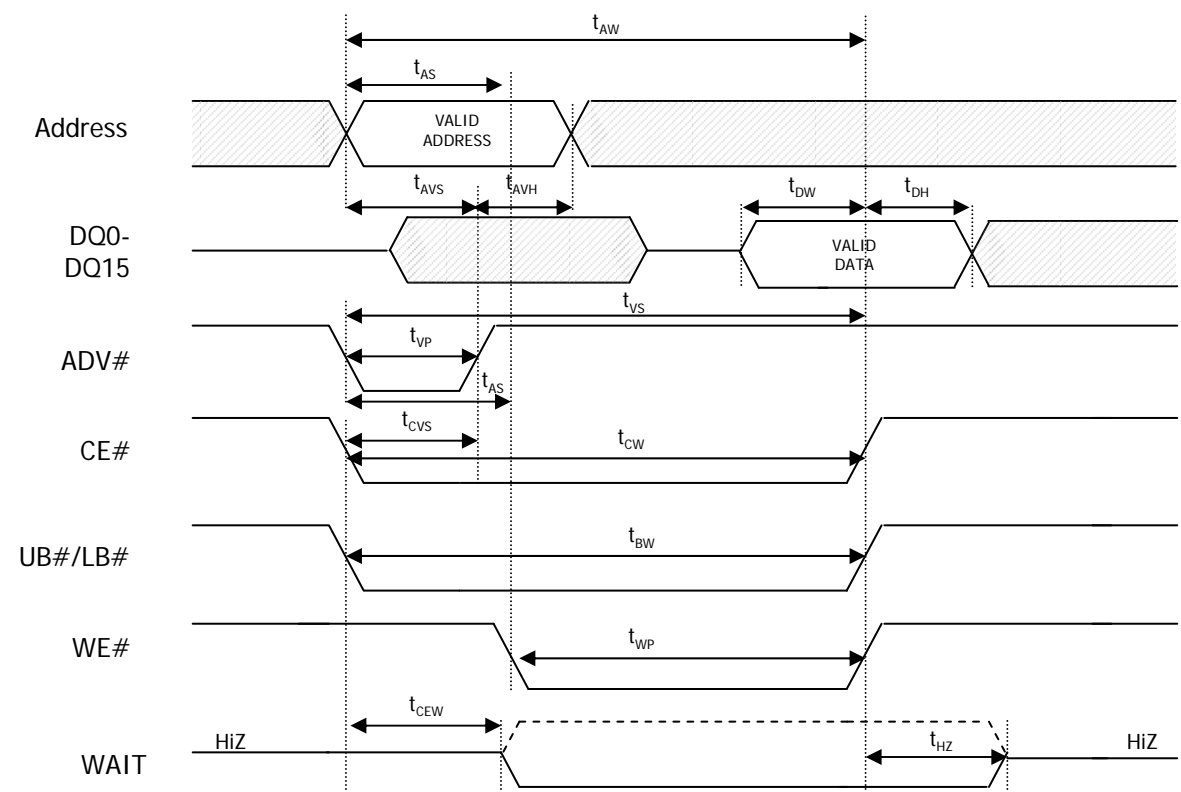 tAW
tAS
Address
VALID
ADDRESS
tAVS
tAVH
tDW
tDH
DQ0-
DQ15
VALID
DATA
tVS
ADV#
tVP
tAS
CE#
tCVS
tCW
UB#/LB#
tBW
WE#
tWP
tCEW
WAIT
HiZ
tHZ
HiZ